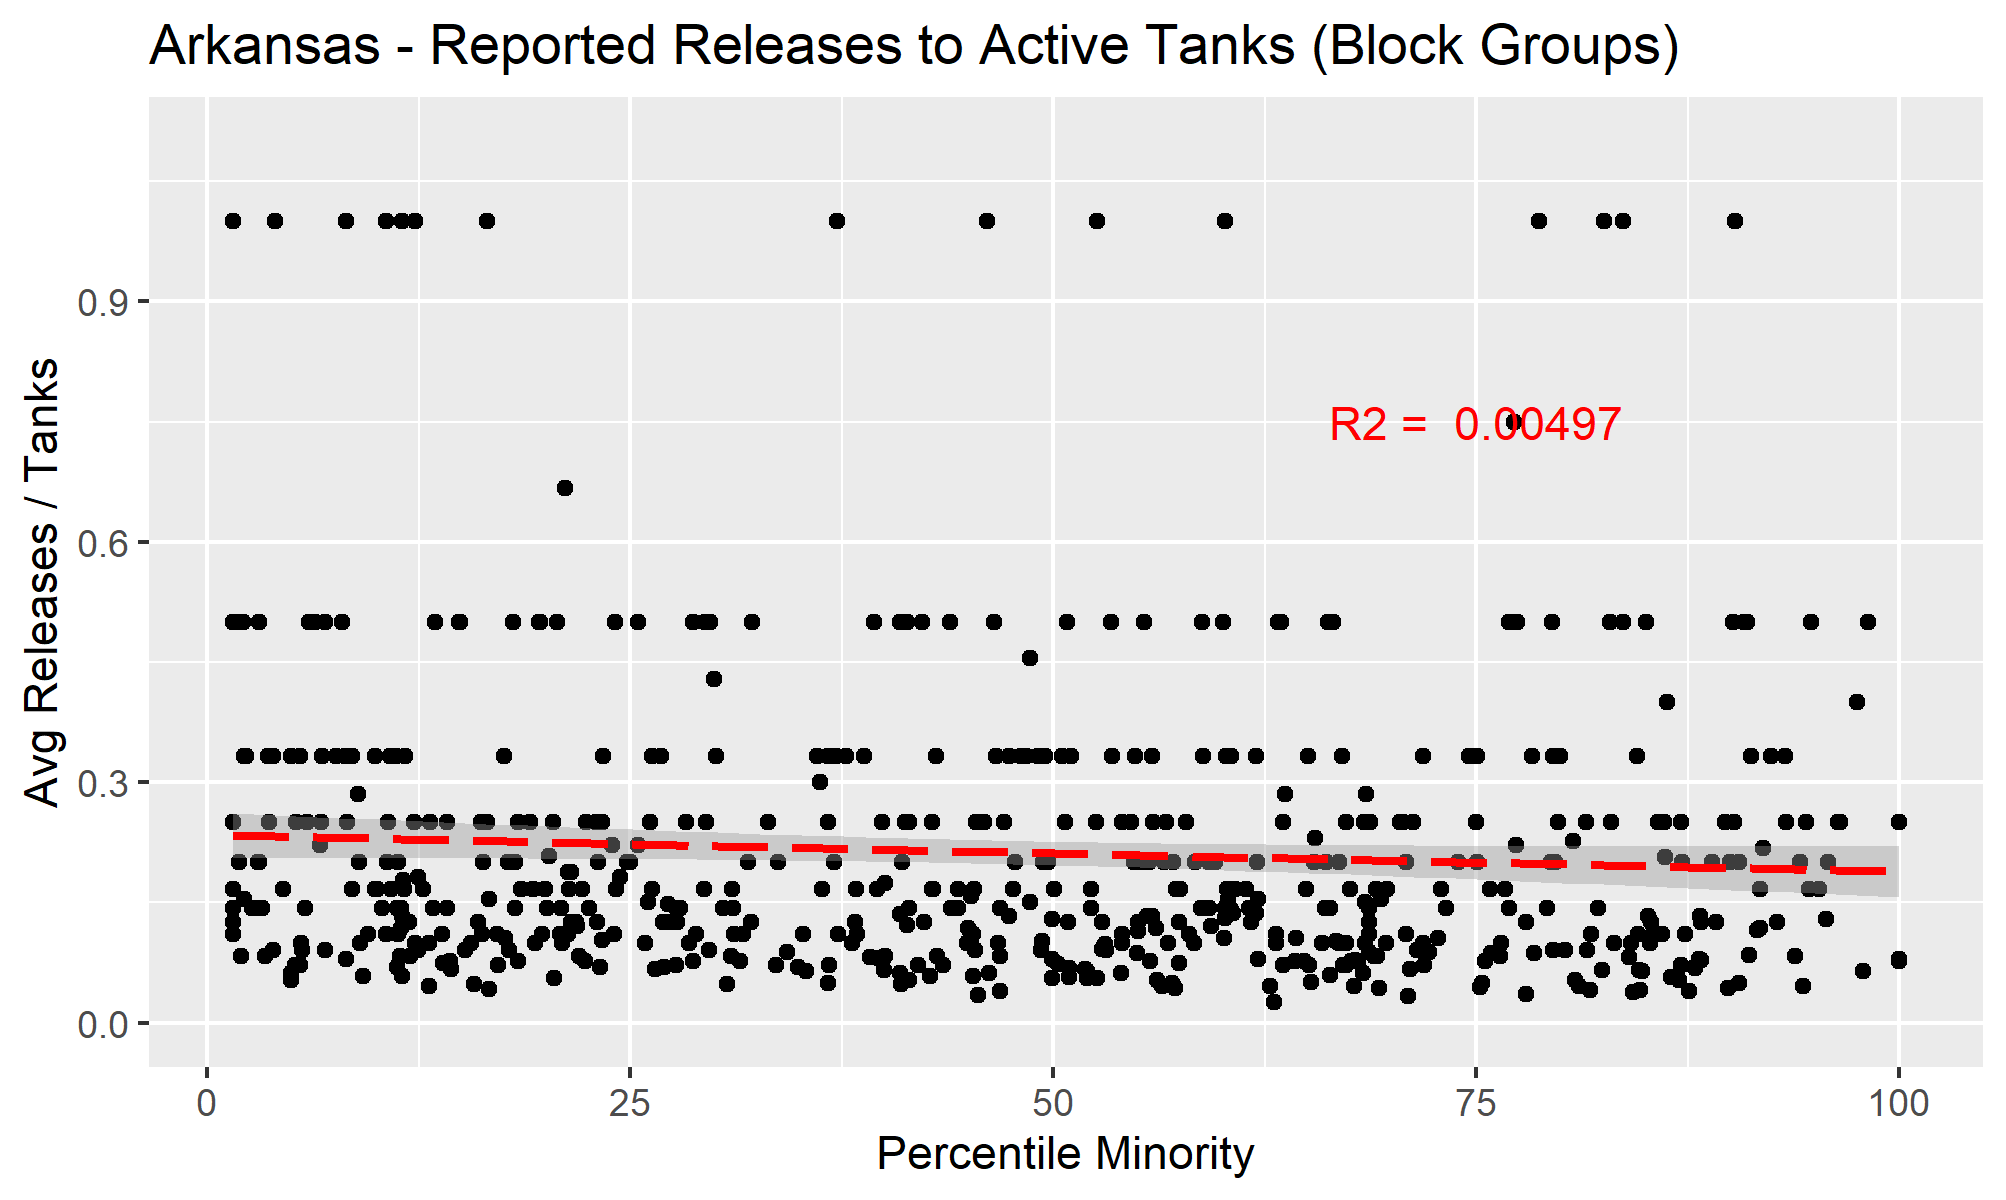 Arkansas - Reported Releases to Active Tanks (Block Groups)
Avg Releases / Tanks
0.9
0.6
0.3
0.0
R2 =  0.00497
0
25
50
75
100
Percentile Minority